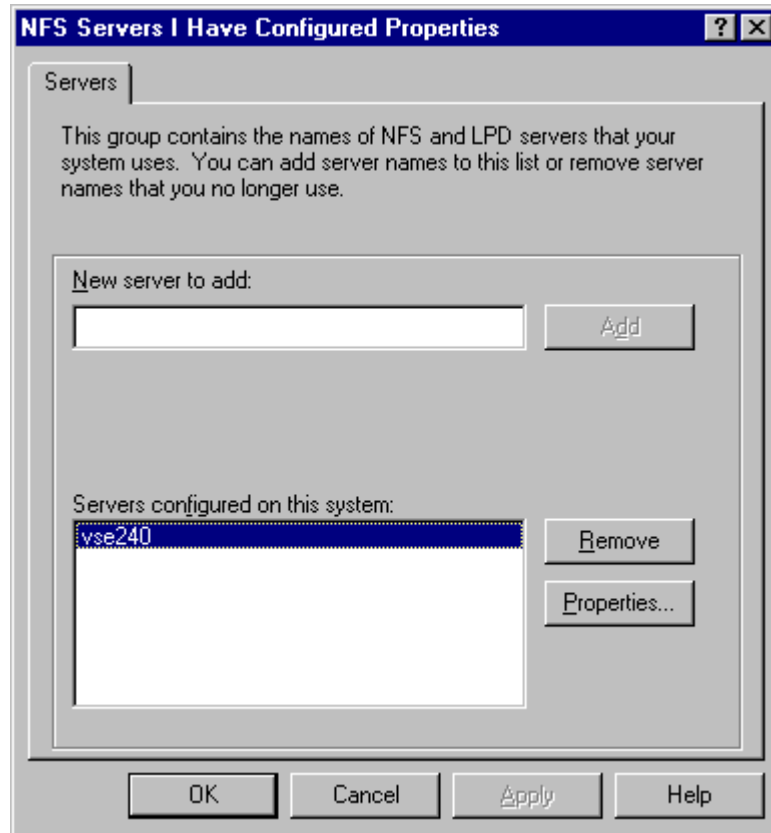 NFS Servers I Have Configured Properties
Servers
This group contains the names of NFS and LPD servers that your
system uses.  You can add server names to this list or remove server
names that you no longer use.
New server to add:
Add
Servers configured on this system:
vse240
Remove
Properties...
OK
Cancel
Apply
Help